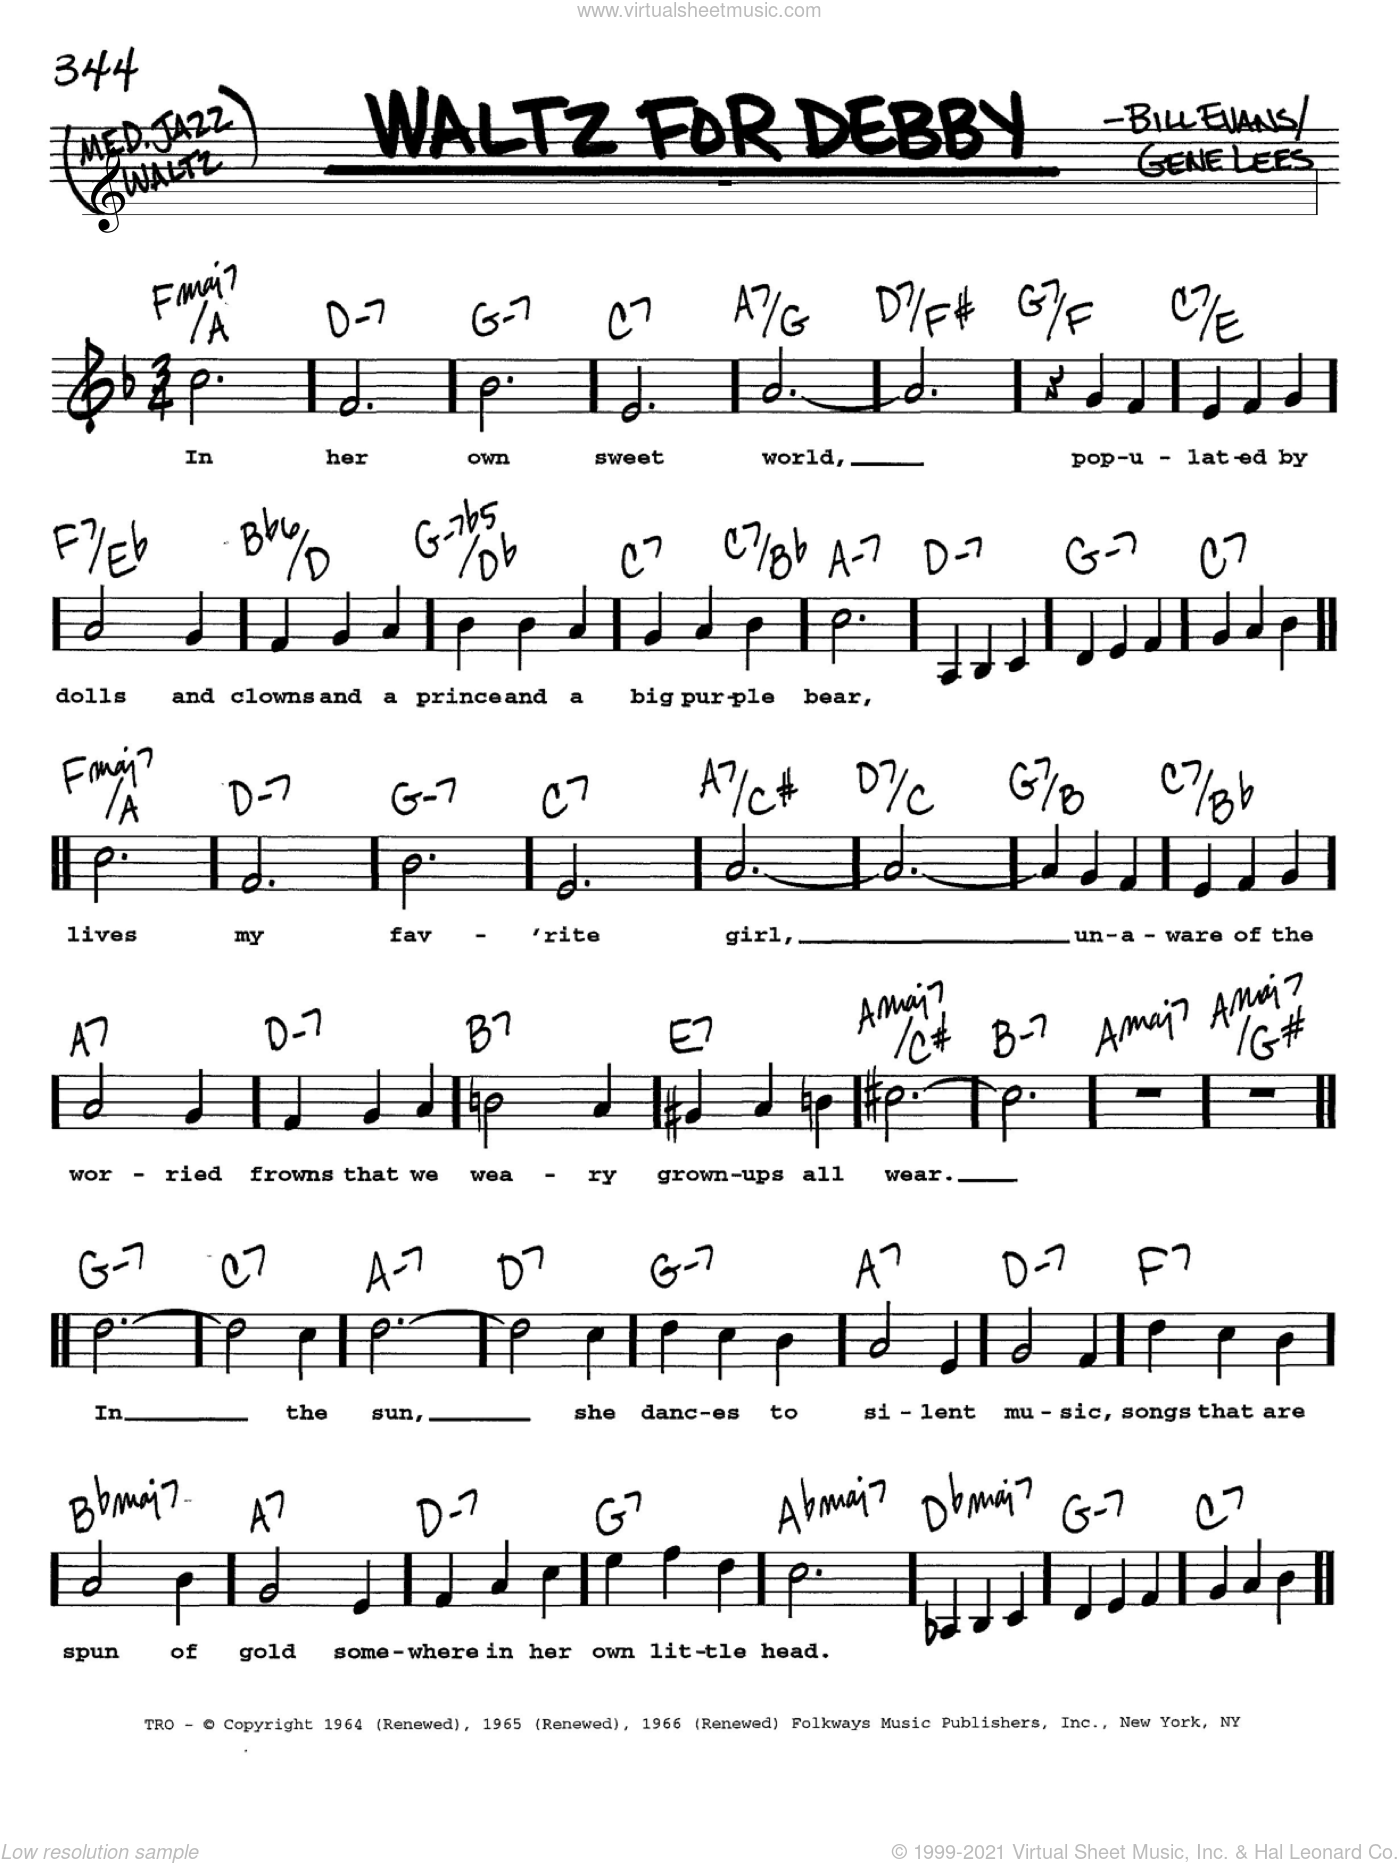 www.virtualsheetmusic.com
344
(MED. JAZZ WALTZ)
WALTZ FOR DEBBY
—BILL EVANS/
GENE LEES
Fmaj7/A D-7 G-7 C7 A7/G D7/F# G7/F C7/E
In her own sweet world, pop-u - lat-ed by
F7/Eb Bb6/D G-7b5/Db C7 C7/Bb A-7 D-7 G-7 C7
dolls and clowns and a prince and a big pur-ple bear,
Fmaj7/A D-7 G-7 C7 A7/C# D7/C G7/B C7/Bb
lives my fav - 'rite girl, un-a - ware of the
A7 D-7 B7 E7 Amaj7/C# B-7 Amaj7 Amaj7/G#
wor - ried frowns that we wea - ry grown-ups all wear.
G-7 C7 A-7 D7 G-7 A7 D-7 F7
In the sun, she danc-es to si - lent mu - sic, songs that are
Bbmaj7 A7 D-7 G7 Abmaj7 Dbmaj7 G-7 C7
spun of gold some-where in her own lit-tle head.
TRO - © Copyright 1964 (Renewed), 1965 (Renewed), 1966 (Renewed) Folkways Music Publishers, Inc., New York, NY
Low resolution sample
© 1999-2021 Virtual Sheet Music, Inc. & Hal Leonard Co.